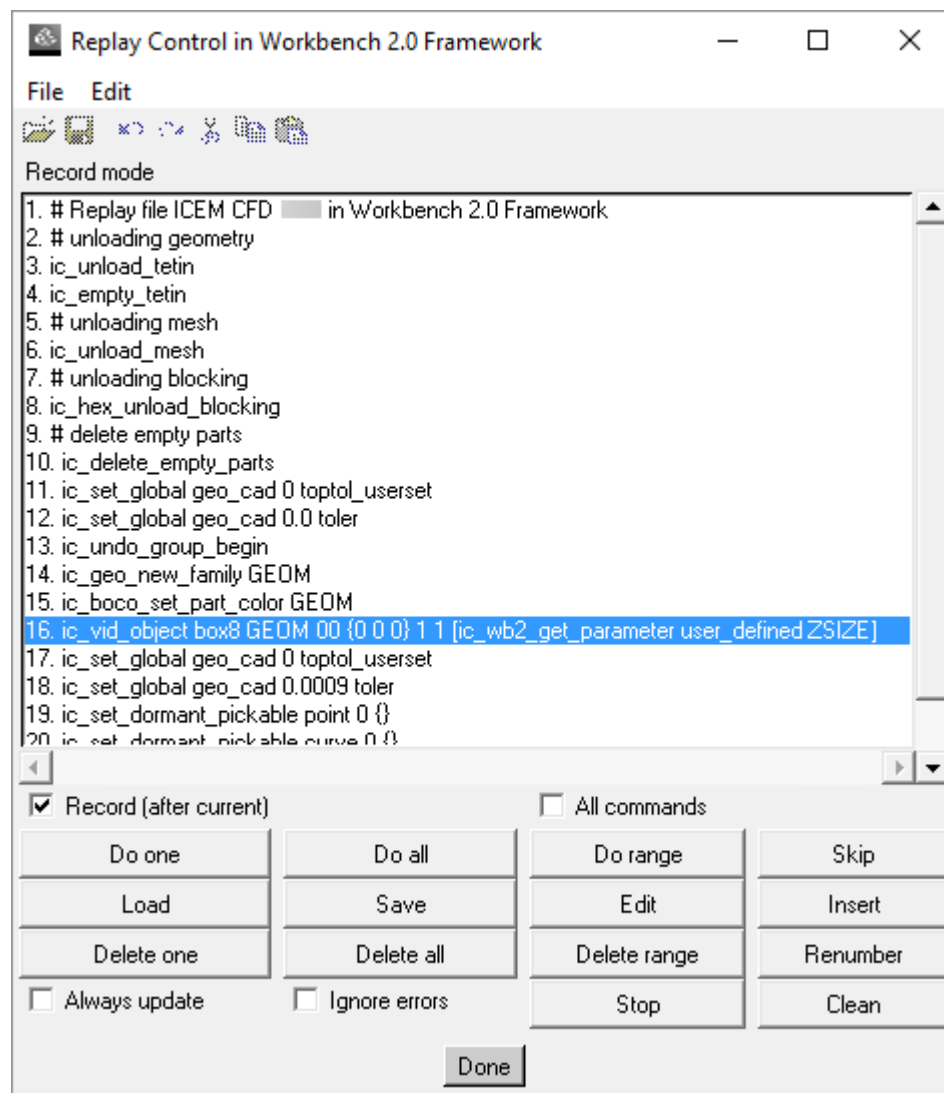 Replay Control in Workbench 2.0 Framework
File Edit
Record mode
1. # Replay file ICEM CFD in Workbench 2.0 Framework
2. # unloading geometry
3. ic_unload_tetin
4. ic_empty_tetin
5. # unloading mesh
6. ic_unload_mesh
7. # unloading blocking
8. ic_hex_unload_blocking
9. # delete empty parts
10. ic_delete_empty_parts
11. ic_set_global geo_cad 0 toptol_userset
12. ic_set_global geo_cad 0.0 toler
13. ic_undo_group_begin
14. ic_geo_new_family GEOM
15. ic_boco_set_part_color GEOM
16. ic_vid_object box8 GEOM 00 {0 0 0} 1 1 [ic_wb2_get_parameter user_defined ZSIZE]
17. ic_set_global geo_cad 0 toptol_userset
18. ic_set_global geo_cad 0.0009 toler
19. ic_set_dormant_pickable point 0 {}
20. ic_set_dormant_pickable curve 0 {}
Record (after current) All commands
Do one Do all Do range Skip
Load Save Edit Insert
Delete one Delete all Delete range Renumber
Always update Ignore errors Stop Clean
Done